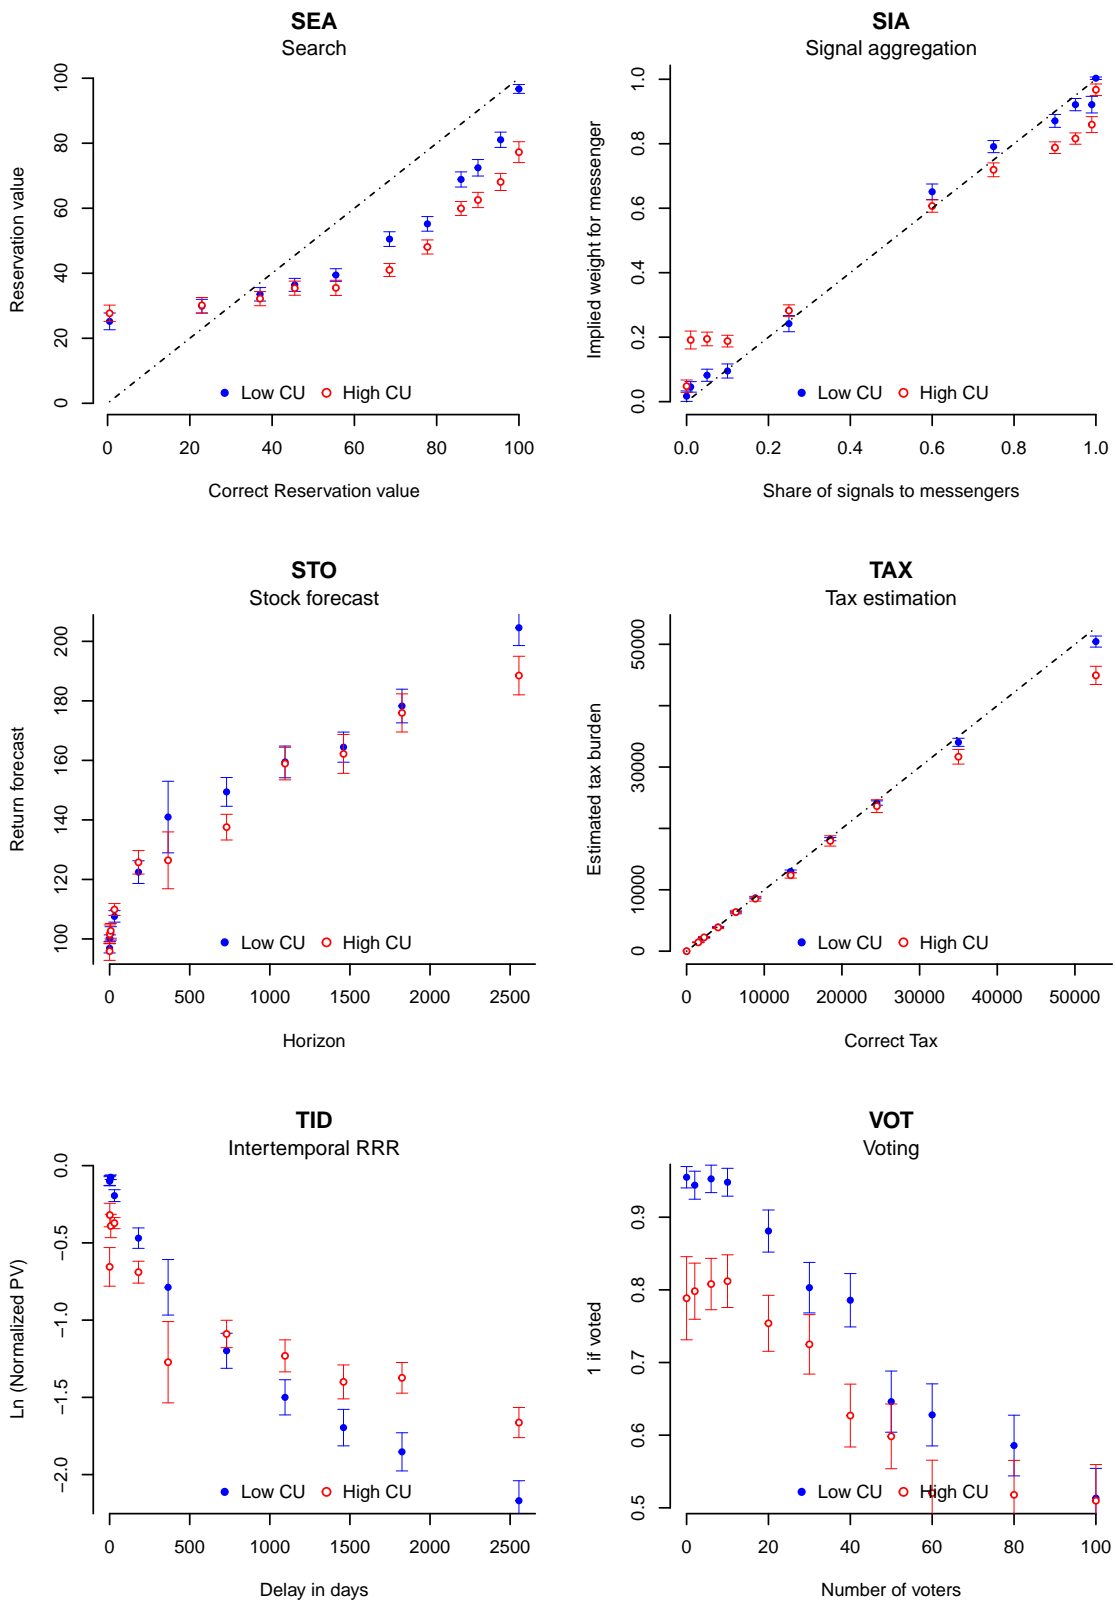 SEA
Search
Reservation value
0 20 40 60 80 100
Low CU High CU
0 20 40 60 80 100
Correct Reservation value
SIA
Signal aggregation
Implied weight for messenger
0.0 0.2 0.4 0.6 0.8 1.0
Low CU High CU
0.0 0.2 0.4 0.6 0.8 1.0
Share of signals to messengers
STO
Stock forecast
Return forecast
100 120 140 160 180 200
Low CU High CU
0 500 1000 1500 2000 2500
Horizon
TAX
Tax estimation
Estimated tax burden
0 10000 30000 50000
Low CU High CU
0 10000 20000 30000 40000 50000
Correct Tax
TID
Intertemporal RRR
Ln (Normalized PV)
−2.0 −1.5 −1.0 −0.5 0.0
Low CU High CU
0 500 1000 1500 2000 2500
Delay in days
VOT
Voting
1 if voted
0.5 0.6 0.7 0.8 0.9
Low CU High CU
0 20 40 60 80 100
Number of voters